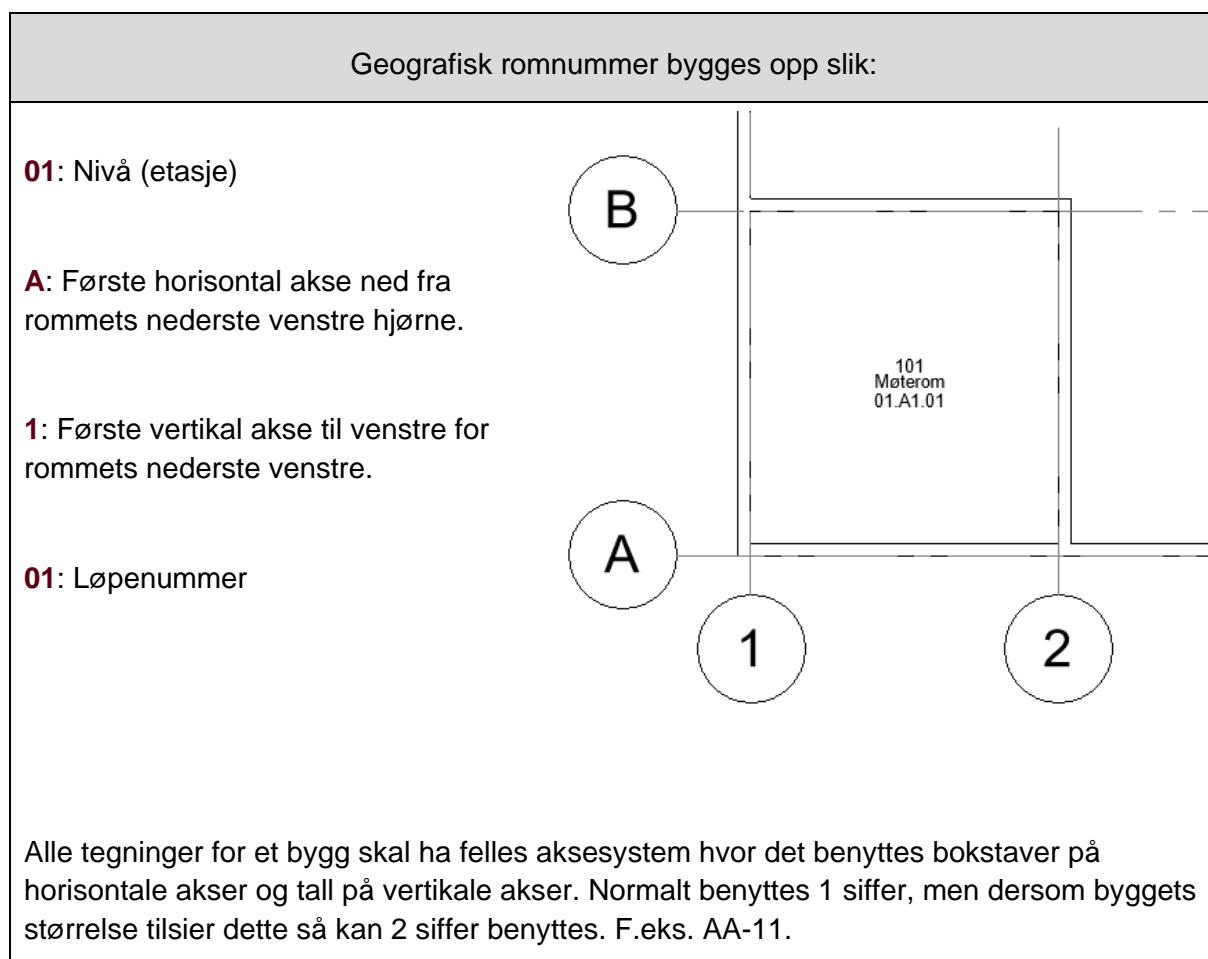 Geografisk romnummer bygges opp slik:
01: Nivå (etasje)
A: Første horisontal akse ned fra
rommets nederste venstre hjørne.
1: Første vertikal akse til venstre for
rommets nederste venstre.
01: Løpenummer
B
101
Møterom
01.A1.01
A
1
2
Alle tegninger for et bygg skal ha felles aksesystem hvor det benyttes bokstaver på
horisontale akser og tall på vertikale akser. Normalt benyttes 1 siffer, men dersom byggets
størrelse tilsier dette så kan 2 siffer benyttes. F.eks. AA-11.